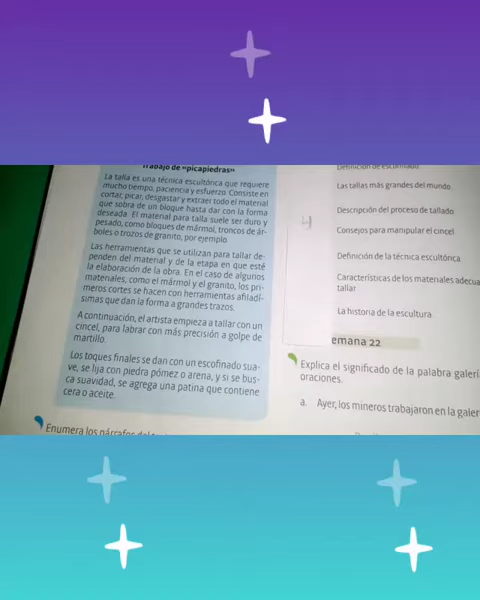 Trabajo de "picapiedras"
La talla es una técnica escultórica que requiere
mucho tiempo, paciencia y esfuerzo. Consiste en
cortar, picar, desgastar y extraer todo el material
que sobra de un bloque hasta dar con la forma
deseada. El material para talla suele ser duro y
pesado, como bloques de mármol, troncos de ár-
boles o trozos de granito, por ejemplo.
Las herramientas que se utilizan para tallar de-
penden del material y de la etapa en que esté
la elaboración de la obra. En el caso de algunos
materiales, como el mármol y el granito, los pri-
meros cortes se hacen con herramientas afiladí-
simas que dan la forma a grandes trazos.
A continuación, el artista empieza a tallar con un
cincel, para labrar con más precisión a golpe de
martillo.
Los toques finales se dan con un escofinado sua-
ve, se lija con piedra pómez o arena, y si se bus-
ca suavidad, se agrega una patina que contiene
cera o aceite.
Enumera los párrafos del
4
Definición de escofinado
Las tallas más grandes del mundo
Descripción del proceso de tallado
Consejos para manipular el cincel
Definición de la técnica escultórica
Características de los materiales adecua
tallar
La historia de la escultura
emana 22
Explica el significado de la palabra galerí
oraciones.
a. Ayer, los mineros trabajaron en la galer